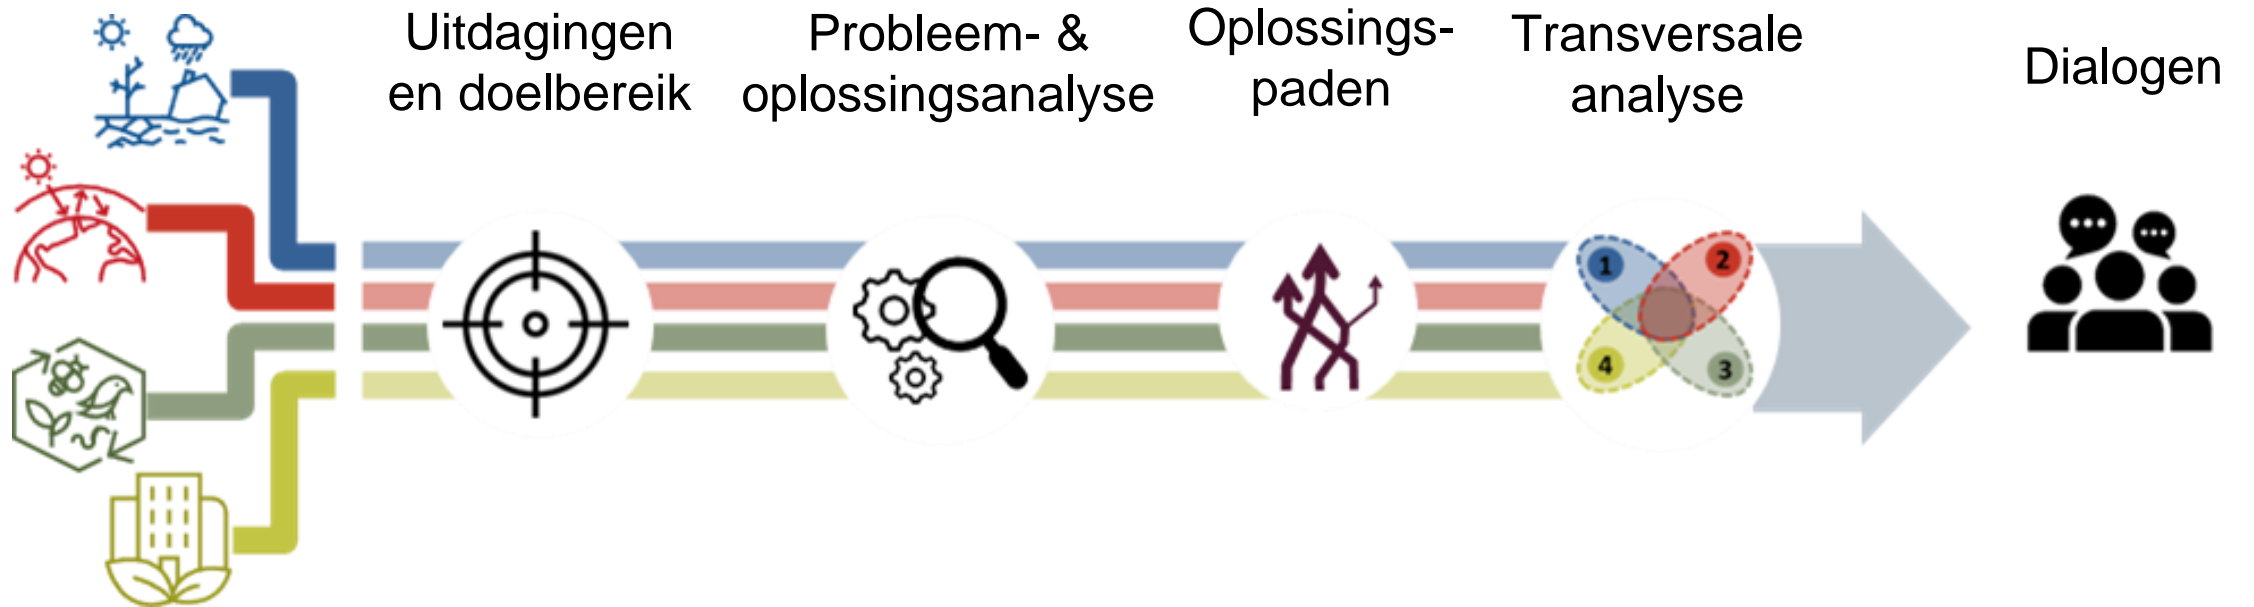 Uitdagingen
en doelbereik
Probleem- &
oplossingsanalyse
Oplossings-
paden
Transversale
analyse
Dialogen
1
2
4
3